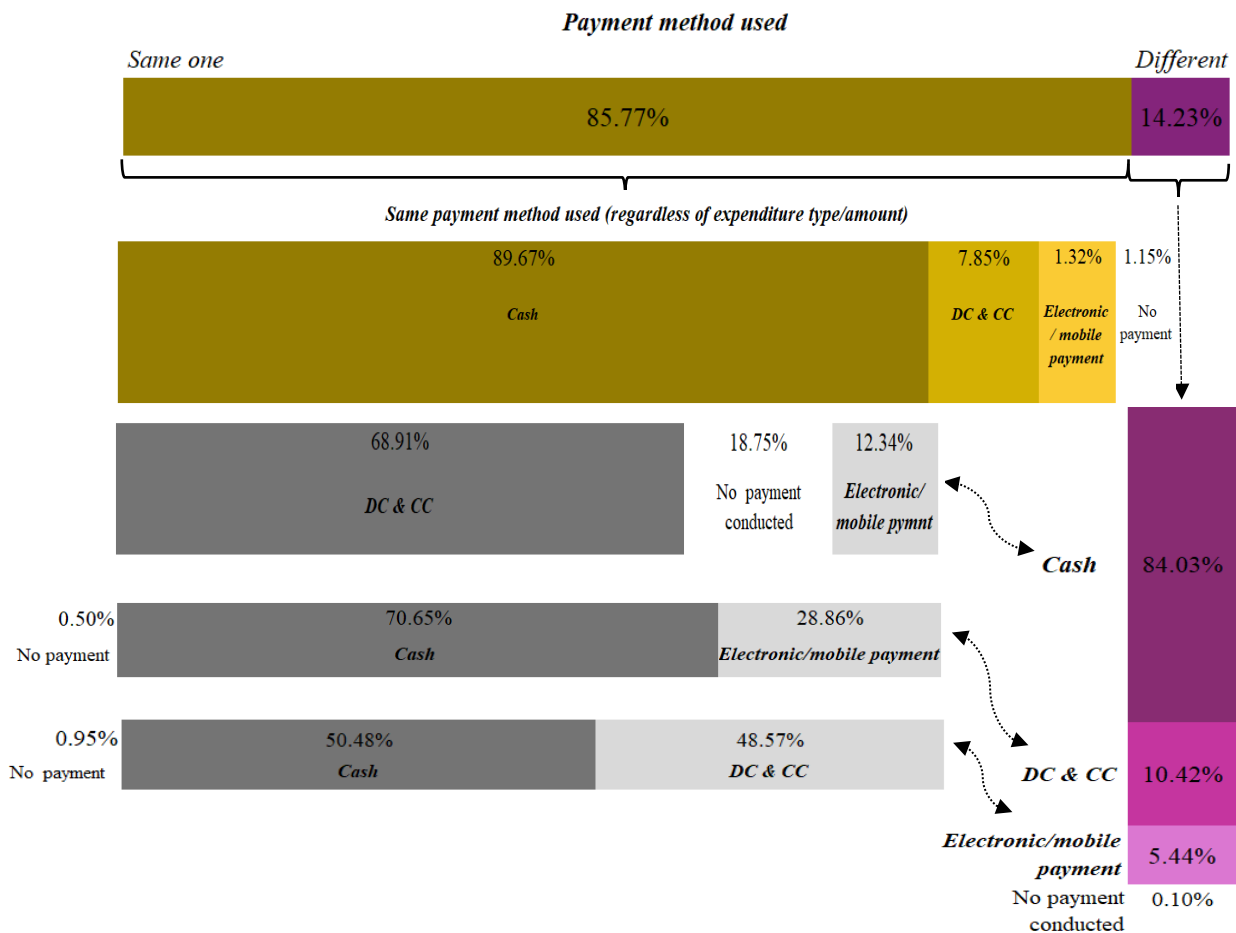 Payment method used
Same one
Different
85.77%
14.23%
Same payment method used (regardless of expenditure type/amount)
89.67%
7.85%
1.32%
1.15%
Cash
DC & CC
Electronic
/ mobile
payment
No
payment
68.91%
18.75%
12.34%
DC & CC
No payment
conducted
Electronic/
mobile pymnt
Cash
84.03%
0.50%
No payment
70.65%
Cash
28.86%
Electronic/mobile payment
0.95%
No payment
50.48%
Cash
48.57%
DC & CC
DC & CC
10.42%
Electronic/mobile
payment
5.44%
No payment
conducted
0.10%